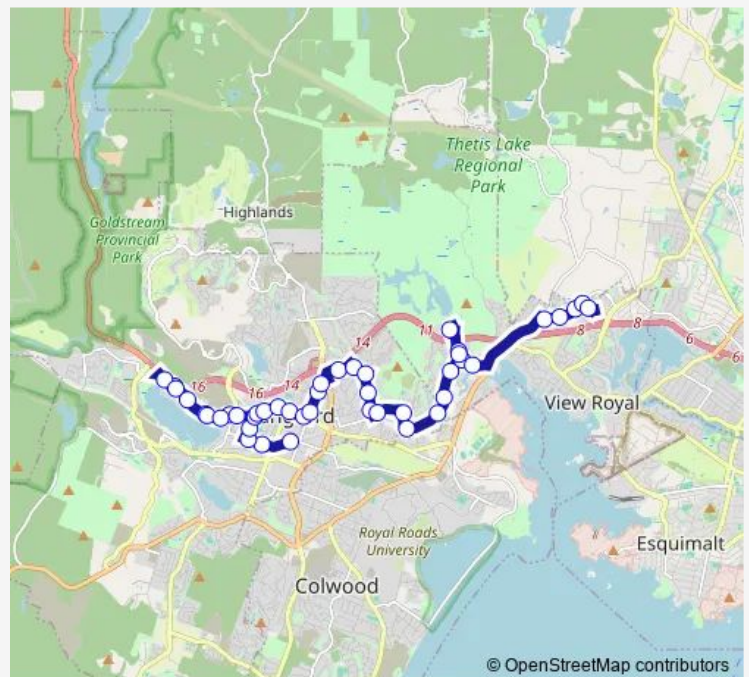 Thetis Lake
Regional
Park
Highlands
Goldstream
Provincial
Park
14
11
8
8
6
6
16
16
14
View Royal
Royal Roads
University
Esquimalt
Colwood
© OpenStreetMap contributors